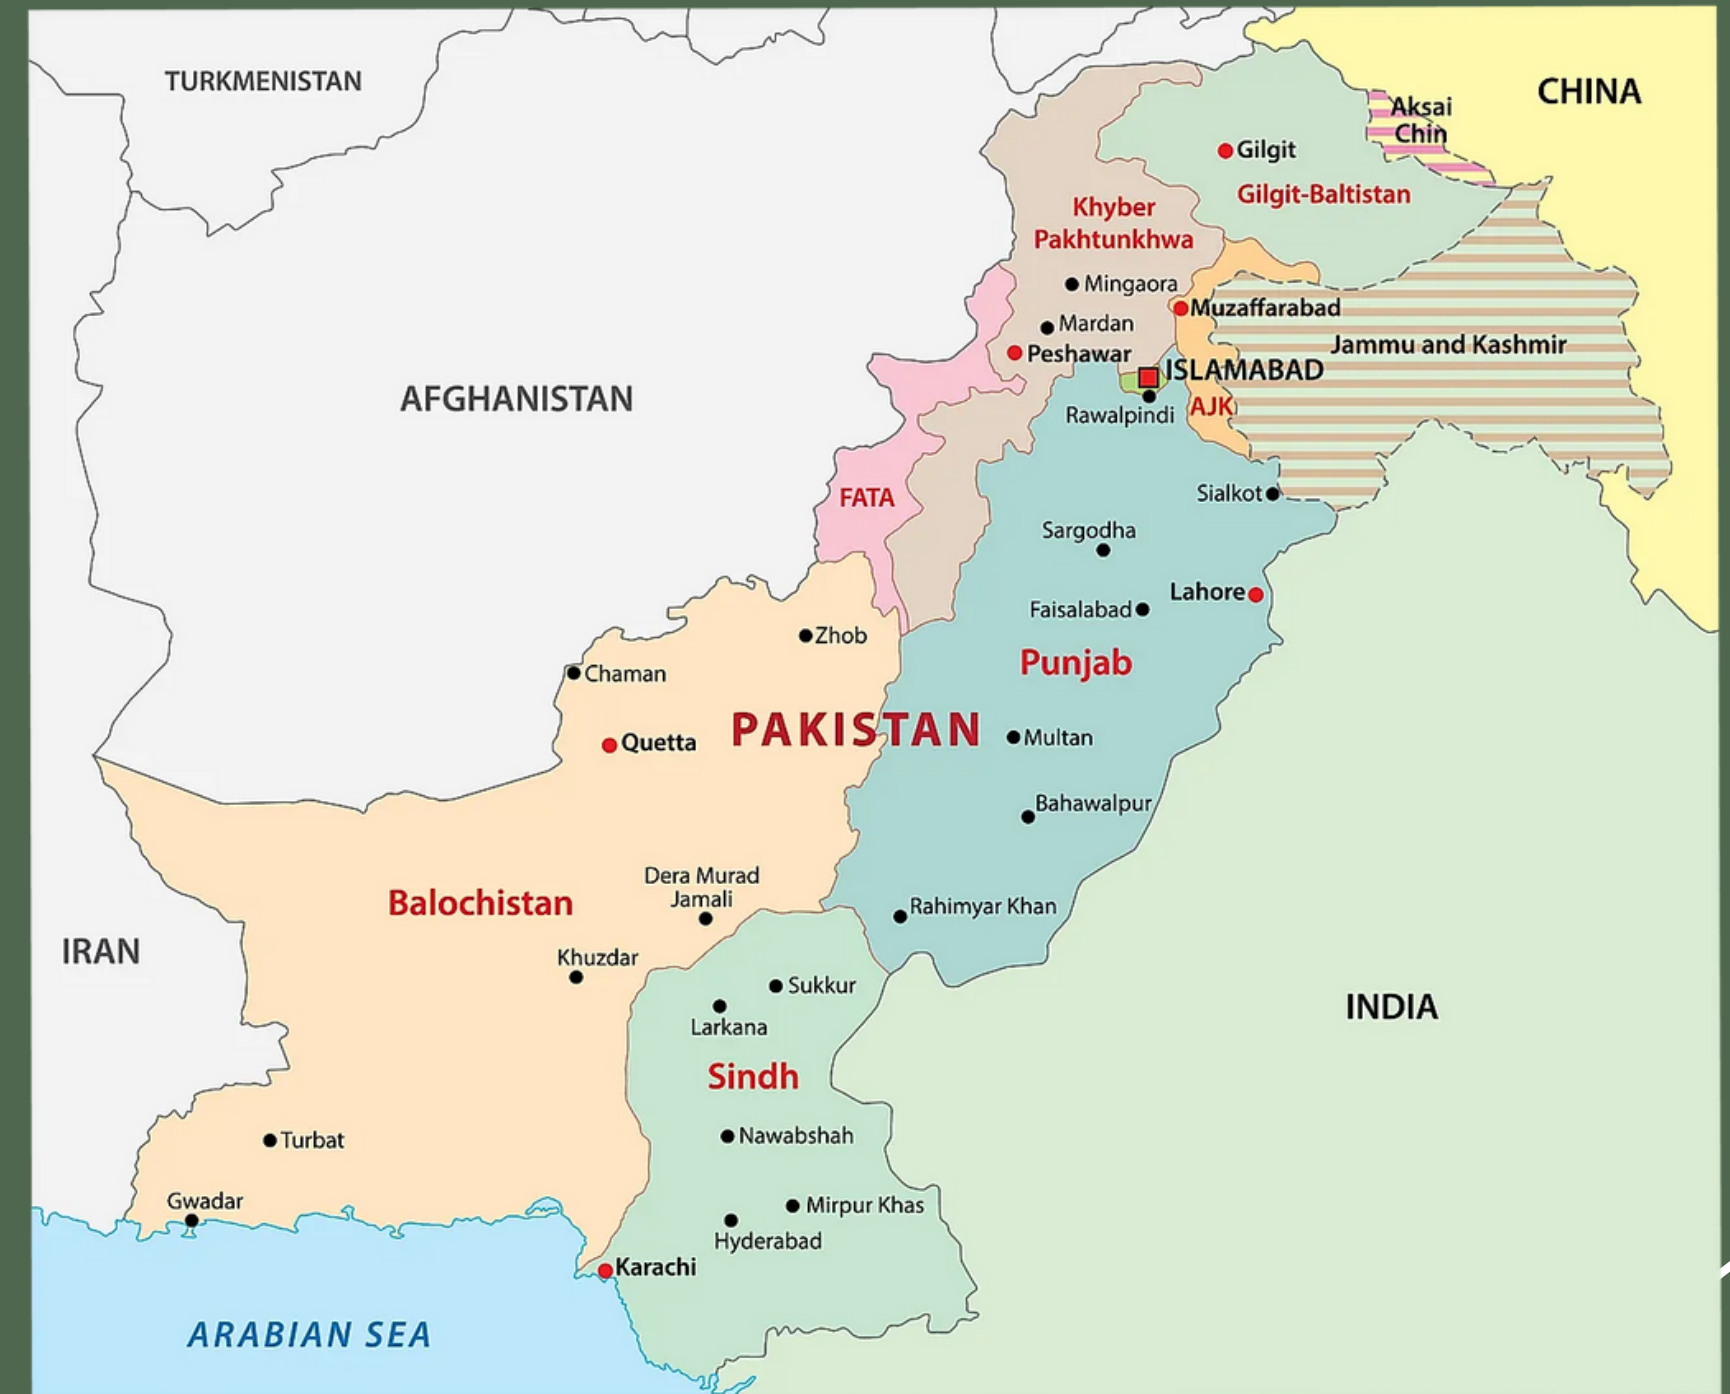 TURKMENISTAN
CHINA
Aksai
Chin
Gilgit
Gilgit-Baltistan
Khyber
Pakhtunkhwa
Mingaora
Muzaffarabad
Mardan
Jammu and Kashmir
Peshawar
ISLAMABAD
AFGHANISTAN
AJK
Rawalpindi
FATA
Sialkot
Sargodha
Lahore
Faisalabad
Zhob
Punjab
Chaman
PAKISTAN
Quetta
Multan
Bahawalpur
Dera Murad
Jamali
Balochistan
Rahimyar Khan
IRAN
Khuzdar
Sukkur
INDIA
Larkana
Sindh
Turbat
Nawabshah
Gwadar
Mirpur Khas
Hyderabad
Karachi
ARABIAN SEA